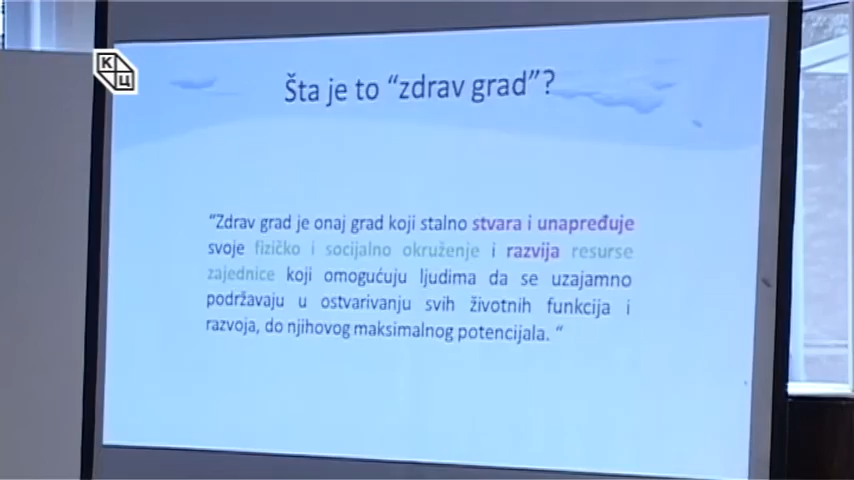 К
Ц
Šta je to “zdrav grad”?
“Zdrav grad je onaj grad koji stalno stvara i unapređuje
svoje fizičko i socijalno okruženje i razvija resurse
zajednice koji omogućuju ljudima da se uzajamno
podržavaju u ostvarivanju svih životnih funkcija i
razvoja, do njihovog maksimalnog potencijala. “